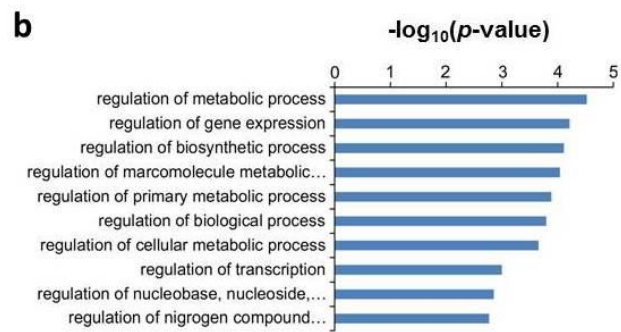 b
-log10(p-value)
0 1 2 3 4 5
regulation of metabolic process
regulation of gene expression
regulation of biosynthetic process
regulation of marcomolecule metabolic…
regulation of primary metabolic process
regulation of biological process
regulation of cellular metabolic process
regulation of transcription
regulation of nucleobase, nucleoside,…
regulation of nigrogen compound…